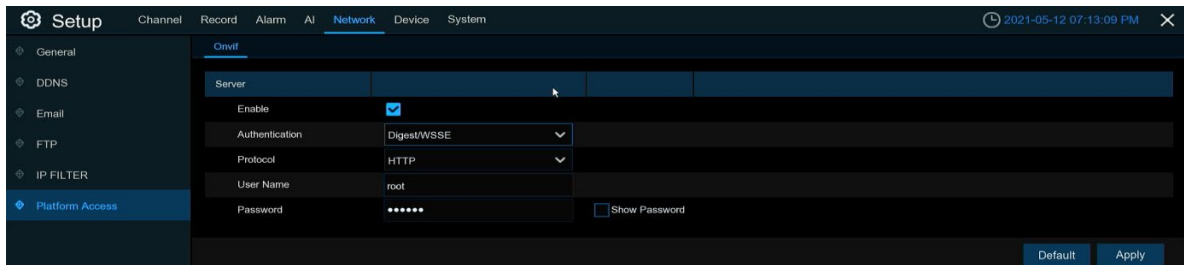 Setup Channel Record Alarm AI Network Device System 2021-05-12 07:13:09 PM
General
DDNS
Email
FTP
IP FILTER
Platform Access
Onvif
Server
Enable
Authentication Digest/WSSE
Protocol HTTP
User Name root
Password •••••• Show Password
Default Apply